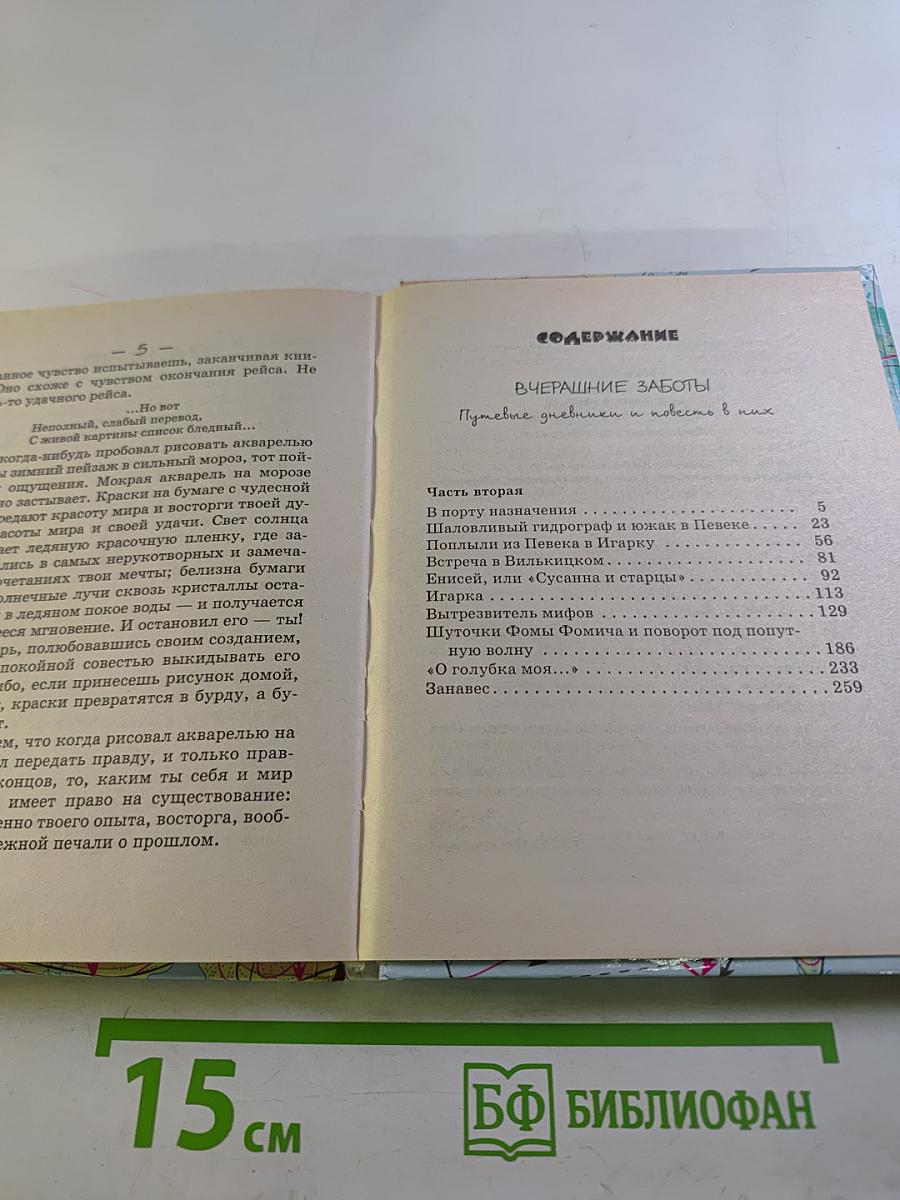 — 5 —
анное чувство испытываешь, заканчивая кни-
Оно схоже с чувством окончания рейса. Не
-то удачного рейса.
...Но вот
Неполный, слабый перевод,
С живой картины список бледный...
когда-нибудь пробовал рисовать акварелью
ы зимний пейзаж в сильный мороз, тот пой-
ощущения. Мокрая акварель на морозе
но застывает. Краски на бумаге с чудесной
редают красоту мира и восторги твоей ду-
асоты мира и своей удачи. Свет солнца
ает ледяную красочную пленку, где за-
лись в самых нерукотворных и замеча-
очетаниях твои мечты; белизна бумаги
олнечные лучи сквозь кристаллы оста-
в ледяном покое воды — и получается
ееся мгновение. И остановил его — ты!
рь, полюбовавшись своим созданием,
покойной совестью выкидывать его
ибо, если принесешь рисунок домой,
, краски превратятся в бурду, а бу-
т.
ем, что когда рисовал акварелью на
л передать правду, и только прав-
концов, то, каким ты себя и мир
имеет право на существование:
енно твоего опыта, восторга, вооб-
ежной печали о прошлом.
СОДЕРЖАНИЕ
ВЧЕРАШНИЕ ЗАБОТЫ
Путевые дневники и повесть в них
Часть вторая
В порту назначения . . . . . . . . . . . . . . . . . . . . . 5
Шаловливый гидрограф и южак в Певеке . . . . . 23
Поплыли из Певека в Игарку . . . . . . . . . . . . . 56
Встреча в Вилькицком . . . . . . . . . . . . . . . . . . . 81
Енисей, или «Сусанна и старцы» . . . . . . . . . . . 92
Игарка . . . . . . . . . . . . . . . . . . . . . . . . . . . . . 113
Вытрезвитель мифов . . . . . . . . . . . . . . . . . . 129
Шуточки Фомы Фомича и поворот под попут-
ную волну . . . . . . . . . . . . . . . . . . . . . . . 186
«О голубка моя...» . . . . . . . . . . . . . . . . . . . . 233
Занавес . . . . . . . . . . . . . . . . . . . . . . . . . . . . 259
15 см
БФ БИБЛИОФАН